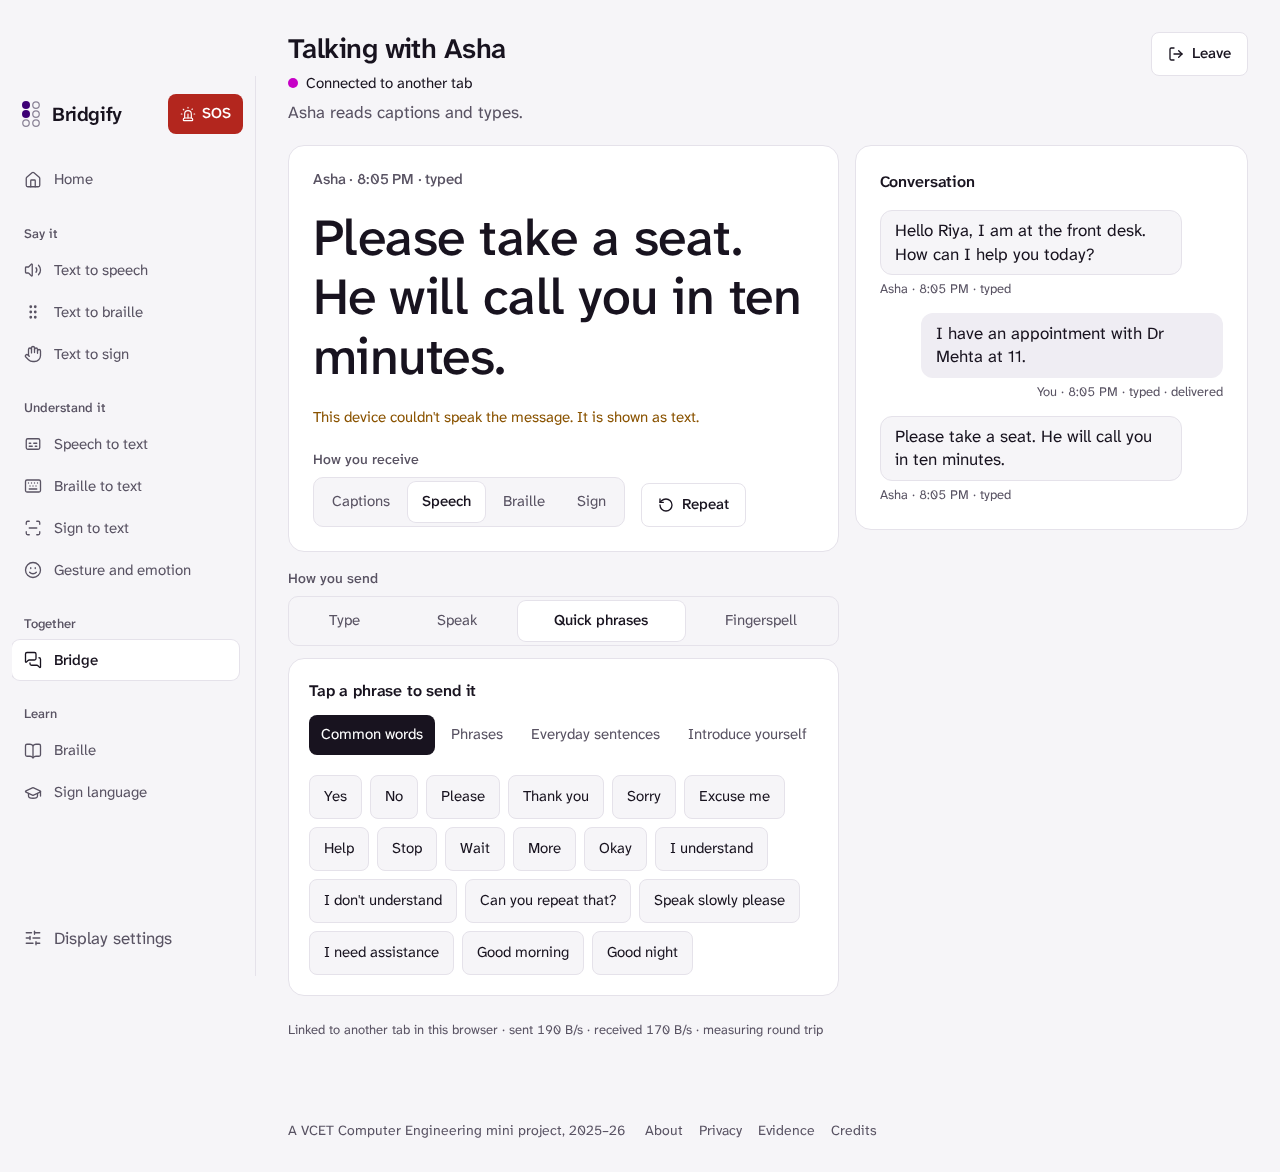 Bridgify
SOS
Home
Say it
Text to speech
Text to braille
Text to sign
Understand it
Speech to text
Braille to text
Sign to text
Gesture and emotion
Together
Bridge
Learn
Braille
Sign language
Display settings
Talking with Asha
Connected to another tab
Asha reads captions and types.
Leave
Asha · 8:05 PM · typed
Please take a seat.
He will call you in ten
minutes.
This device couldn't speak the message. It is shown as text.
How you receive
Captions Speech Braille Sign Repeat
How you send
Type Speak Quick phrases Fingerspell
Tap a phrase to send it
Common words Phrases Everyday sentences Introduce yourself
Yes No Please Thank you Sorry Excuse me
Help Stop Wait More Okay I understand
I don't understand Can you repeat that? Speak slowly please
I need assistance Good morning Good night
Linked to another tab in this browser · sent 190 B/s · received 170 B/s · measuring round trip
Conversation
Hello Riya, I am at the front desk.
How can I help you today?
Asha · 8:05 PM · typed
I have an appointment with Dr
Mehta at 11.
You · 8:05 PM · typed · delivered
Please take a seat. He will call you
in ten minutes.
Asha · 8:05 PM · typed
A VCET Computer Engineering mini project, 2025–26 About Privacy Evidence Credits